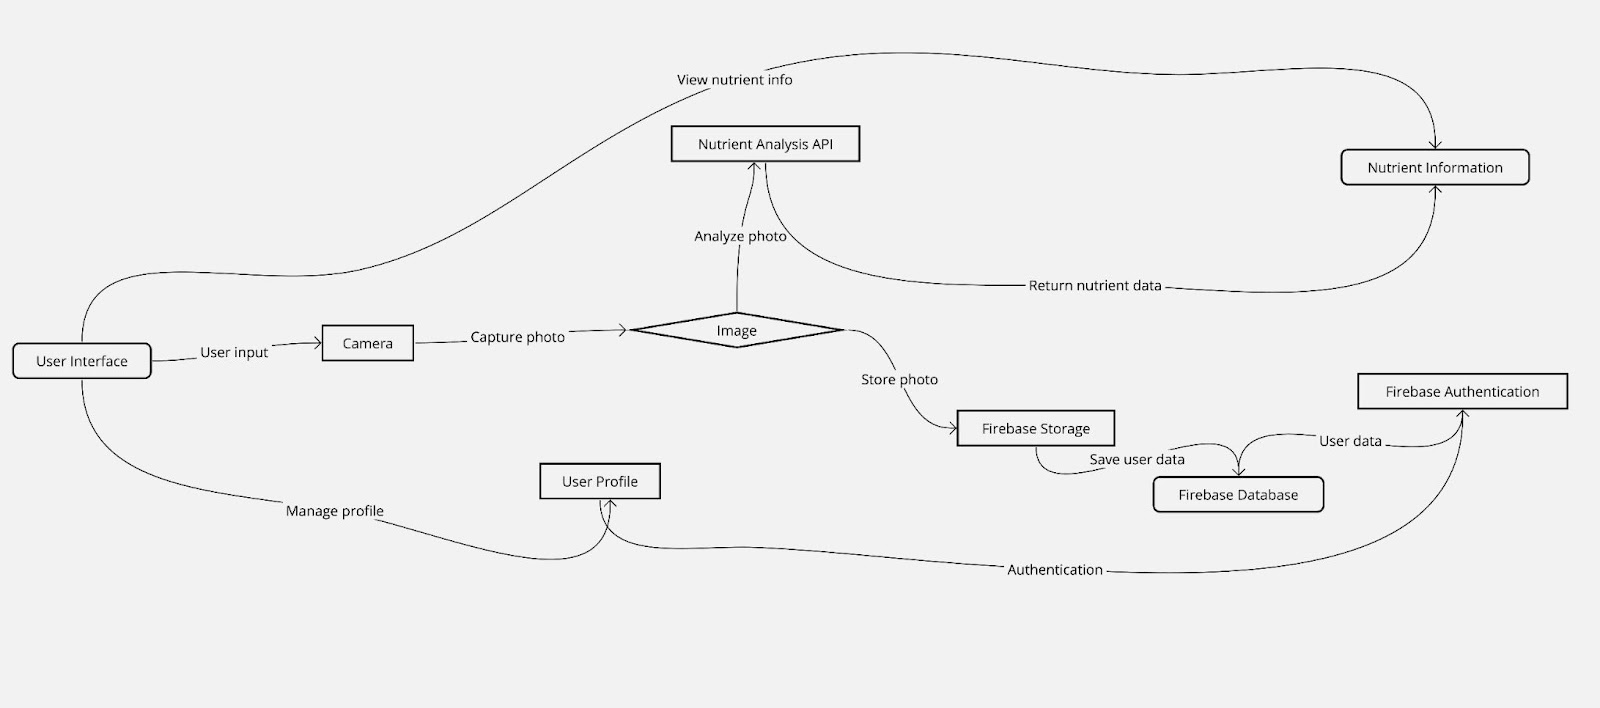 View nutrient info
Nutrient Analysis API
Nutrient Information
Analyze photo
Return nutrient data
Image
Capture photo
Camera
User input
User Interface
Store photo
Firebase Authentication
Firebase Storage
User data
Save user data
User Profile
Firebase Database
Manage profile
Authentication